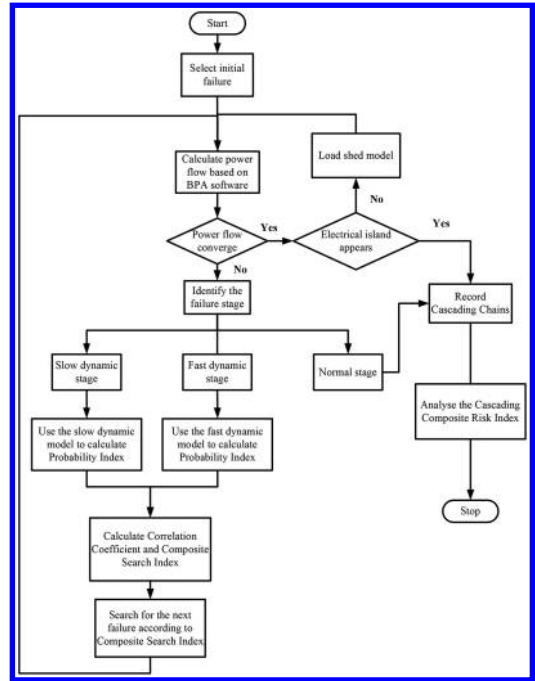 Start
Select initial
failure
Calculate power
flow based on
BPA software
Load shed model
No
Power flow
converge
Yes
Electrical island
appears
Yes
No
Identify the
failure stage
Record
Cascading Chains
Slow dynamic
stage
Fast dynamic
stage
Normal stage
Use the slow dynamic
model to calculate
Probability Index
Use the fast dynamic
model to calculate
Probability Index
Analyse the Cascading
Composite Risk Index
Stop
Calculate Correlation
Coefficient and Composite
Search Index
Search for the next
failure according to
Composite Search Index